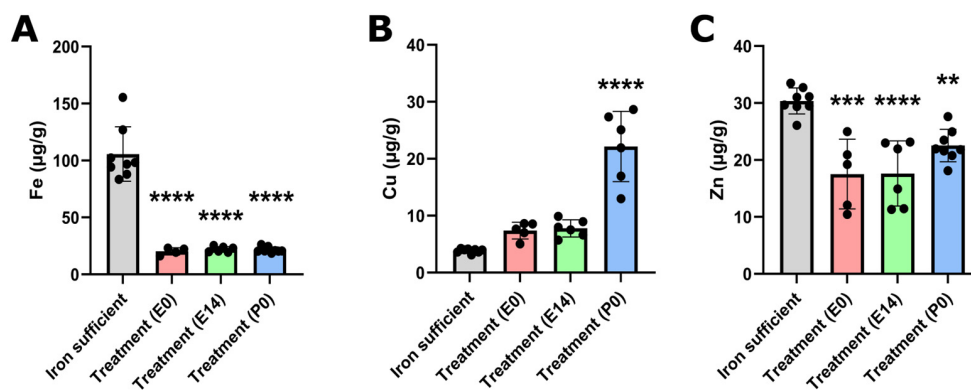 A
Fe (µg/g)
200
150
100
50
0
****
****
****
Iron sufficient
Treatment (E0)
Treatment (E14)
Treatment (P0)
B
Cu (µg/g)
40
30
20
10
0
****
Iron sufficient
Treatment (E0)
Treatment (E14)
Treatment (P0)
C
Zn (µg/g)
40
30
20
10
0
***
****
**
Iron sufficient
Treatment (E0)
Treatment (E14)
Treatment (P0)